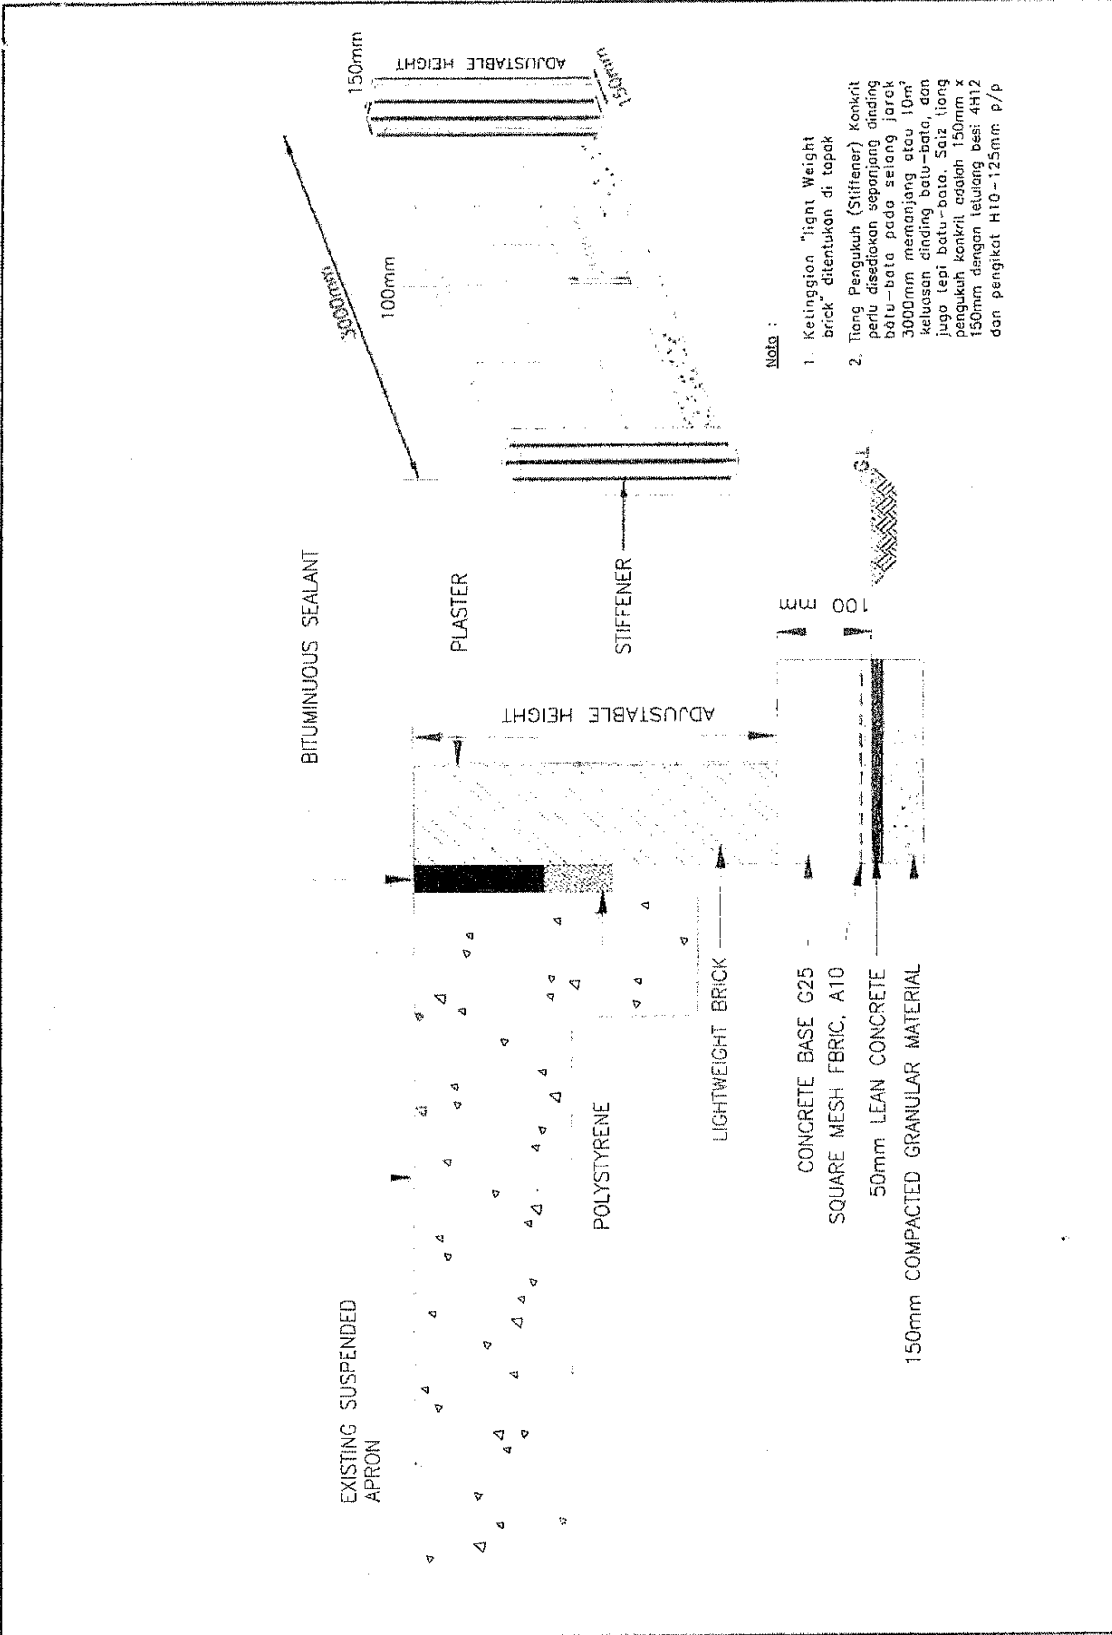 EXISTING SUSPENDED
APRON
BITUMINUOUS SEALANT
PLASTER
ADJUSTABLE HEIGHT
STIFFENER
POLYSTYRENE
LIGHTWEIGHT BRICK
CONCRETE BASE G25
SQUARE MESH FBRIC, A10
50mm LEAN CONCRETE
150mm COMPACTED GRANULAR MATERIAL
100 mm
3000mm
100mm
150mm
ADJUSTABLE HEIGHT
150mm
Nota :
1. Ketinggian "light Weight
brick" ditentukan di tapak
2. Tiang Pengukuh (Stiffener) Konkrit
perlu disediakan sepanjang dinding
batu-bata pada selang jarak
3000mm memanjang atau 10m²
keluasan dinding batu-bata, dan
juga tepi batu-bata. Saiz tiang
pengukuh konkrit adalah 150mm x
150mm dengan tetulang besi 4H12
dan pengikat H10-125mm p/p